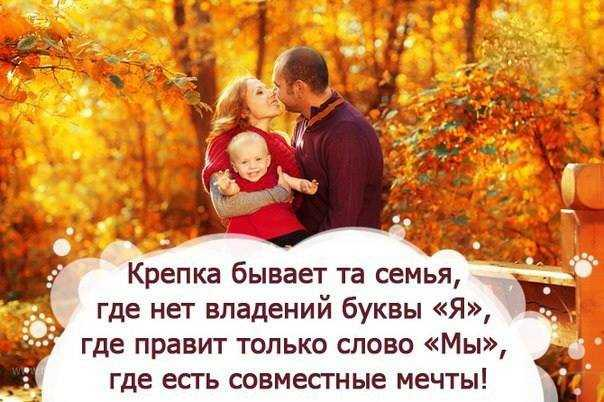 Крепка бывает та семья,
где нет владений буквы «Я»,
где правит только слово «Мы»,
где есть совместные мечты!